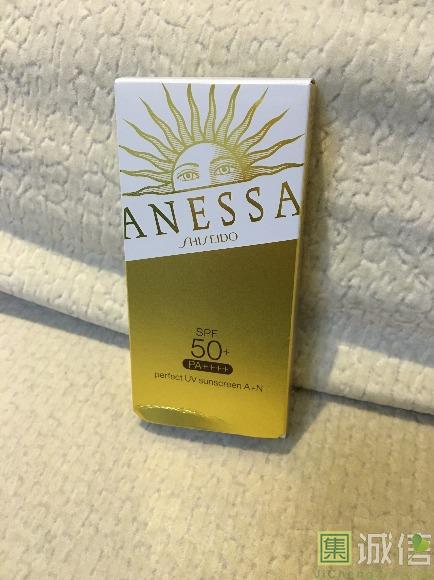 ANESSA
SHISEIDO
SPF
50+
PA++++
perfect UV sunscreen A+N
集 诚信